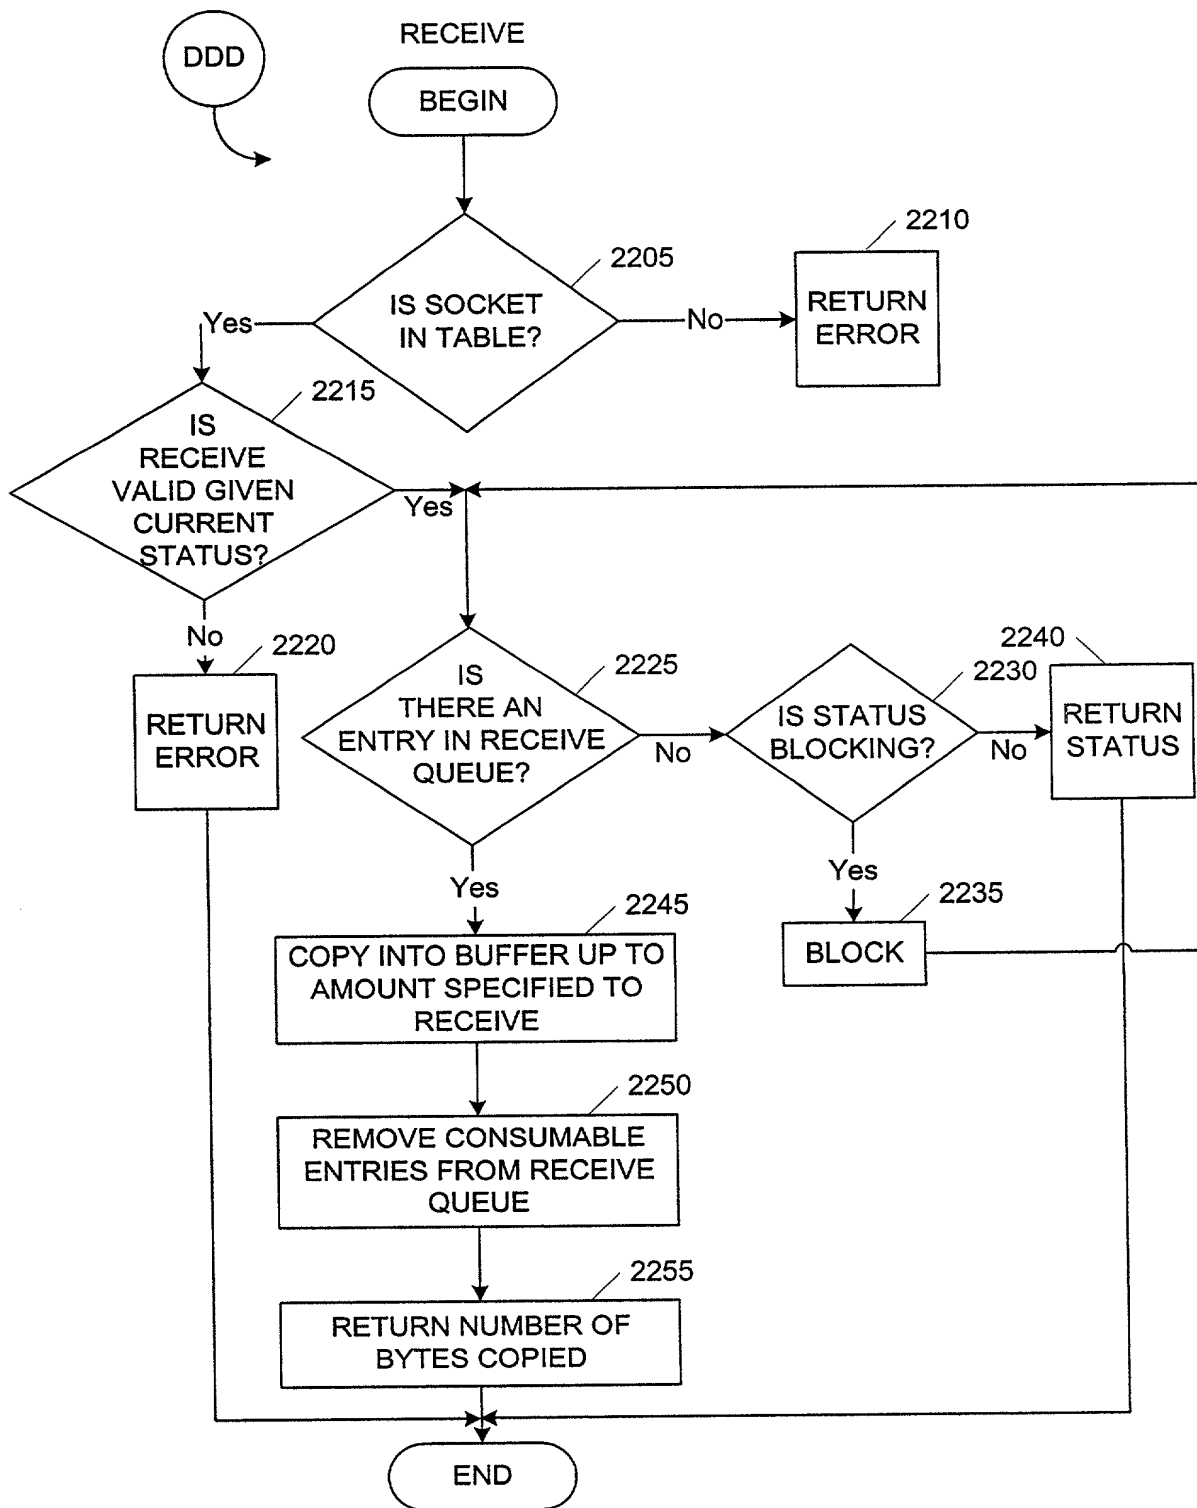 DDD
RECEIVE
BEGIN
2205
IS SOCKET
IN TABLE?
Yes
No
2210
RETURN
ERROR
2215
IS
RECEIVE
VALID GIVEN
CURRENT
STATUS?
Yes
No
2220
RETURN
ERROR
2225
IS
THERE AN
ENTRY IN RECEIVE
QUEUE?
No
2230
IS STATUS
BLOCKING?
No
2240
RETURN
STATUS
Yes
2235
BLOCK
Yes
2245
COPY INTO BUFFER UP TO
AMOUNT SPECIFIED TO
RECEIVE
2250
REMOVE CONSUMABLE
ENTRIES FROM RECEIVE
QUEUE
2255
RETURN NUMBER OF
BYTES COPIED
END